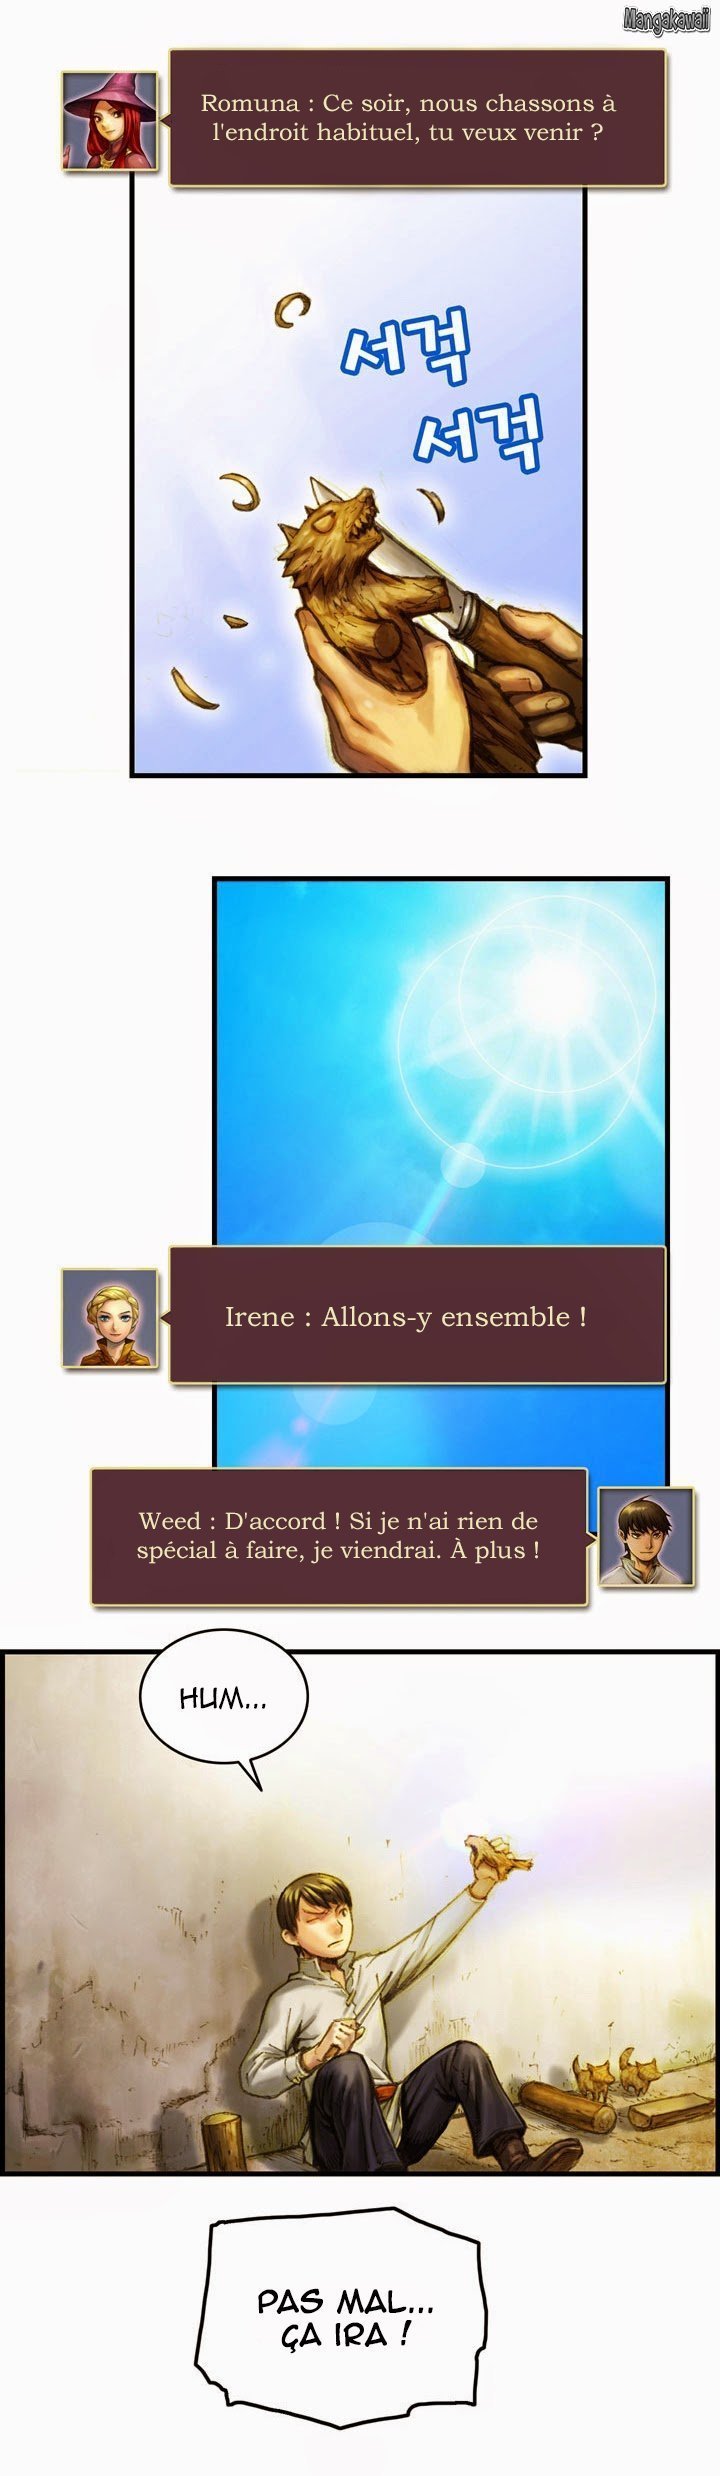 Mangakawaii
Romuna : Ce soir, nous chassons à
l'endroit habituel, tu veux venir ?
서걱
서걱
Irene : Allons-y ensemble !
Weed : D'accord ! Si je n'ai rien de
spécial à faire, je viendrai. À plus !
HUM...
PAS MAL...
ÇA IRA !